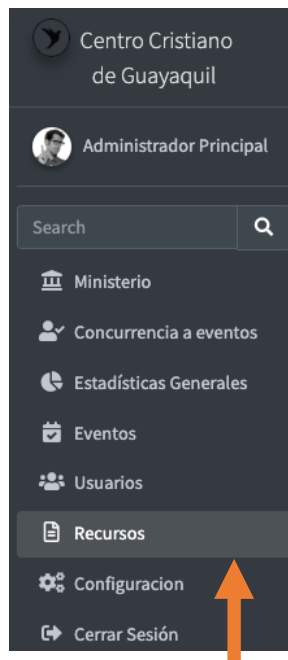 Centro Cristiano
de Guayaquil
Administrador Principal
Search
Ministerio
Concurrencia a eventos
Estadísticas Generales
Eventos
Usuarios
Recursos
Configuracion
Cerrar Sesión